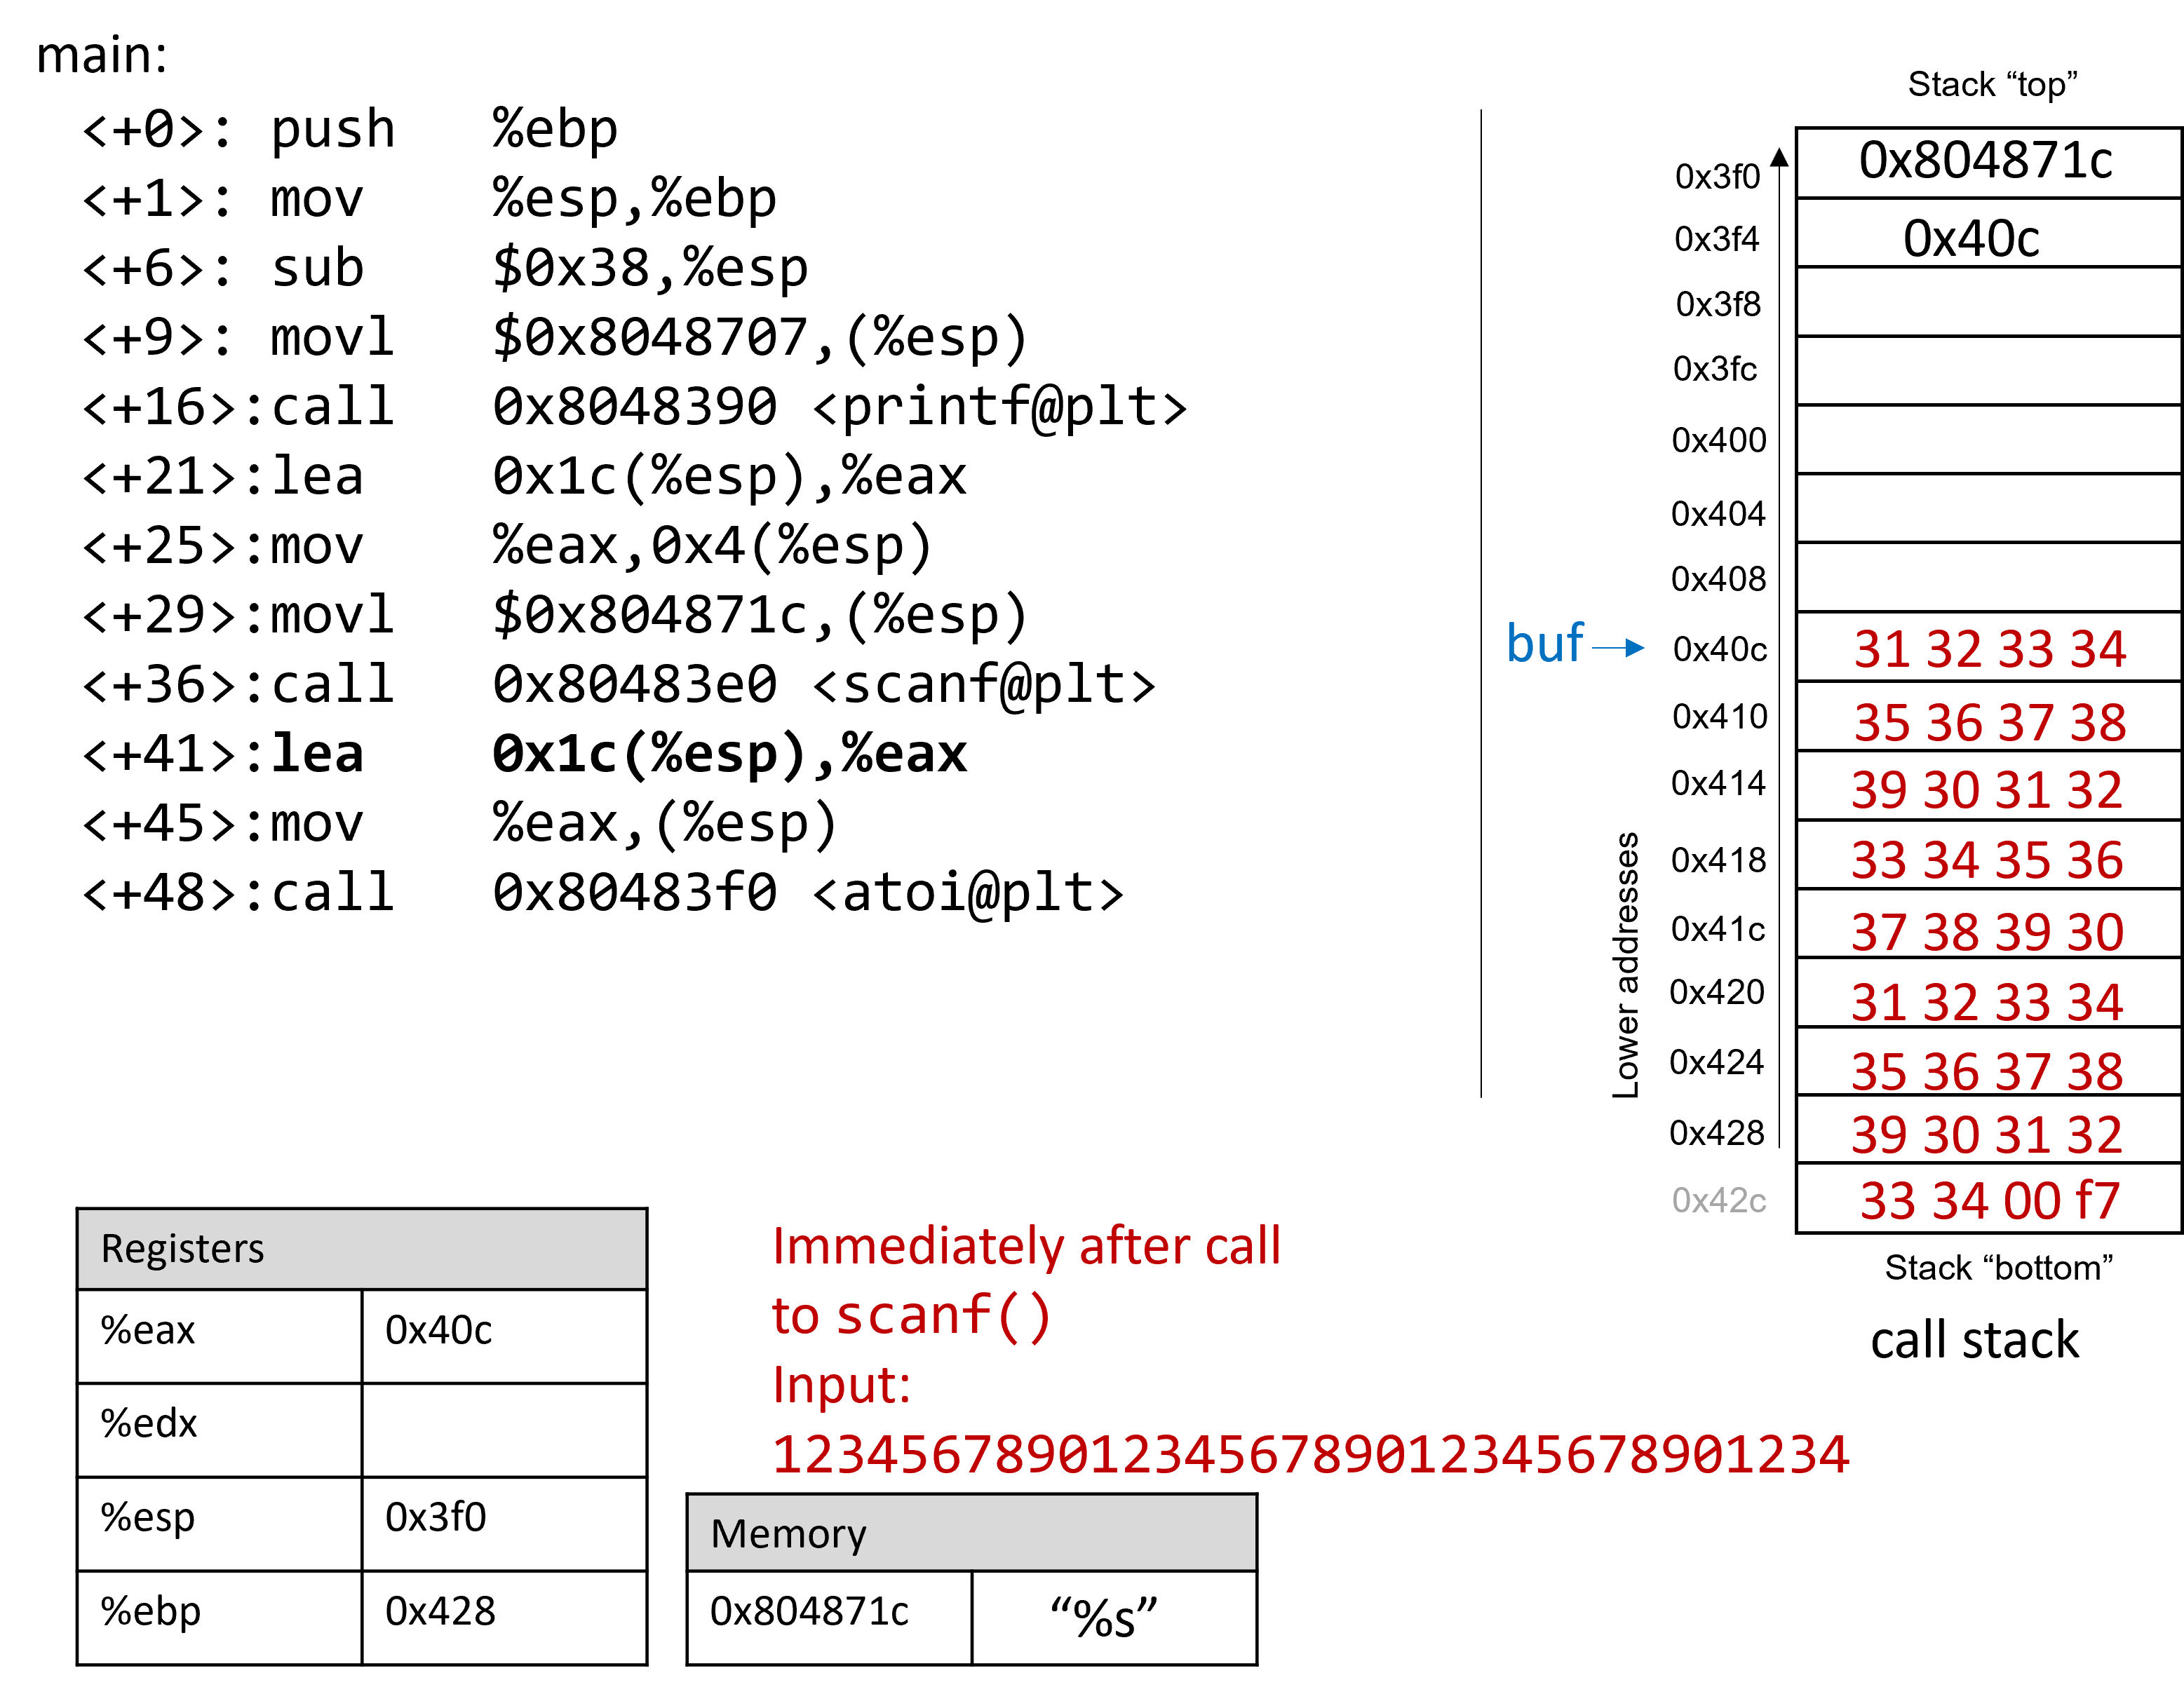 main:
<+0>: push %ebp
<+1>: mov %esp,%ebp
<+6>: sub $0x38,%esp
<+9>: movl $0x8048707,(%esp)
<+16>:call 0x8048390 <printf@plt>
<+21>:lea 0x1c(%esp),%eax
<+25>:mov %eax,0x4(%esp)
<+29>:movl $0x804871c,(%esp)
<+36>:call 0x80483e0 <scanf@plt>
<+41>:lea 0x1c(%esp),%eax
<+45>:mov %eax,(%esp)
<+48>:call 0x80483f0 <atoi@plt>
Stack “top”
0x3f0 0x804871c
0x3f4 0x40c
0x3f8
0x3fc
0x400
0x404
0x408
buf 0x40c 31 32 33 34
0x410 35 36 37 38
0x414 39 30 31 32
0x418 33 34 35 36
0x41c 37 38 39 30
0x420 31 32 33 34
0x424 35 36 37 38
0x428 39 30 31 32
0x42c 33 34 00 f7
Lower addresses
Stack “bottom”
call stack
Registers
%eax 0x40c
%edx
%esp 0x3f0
%ebp 0x428
Immediately after call
to scanf()
Input:
1234567890123456789012345678901234
Memory
0x804871c “%s”